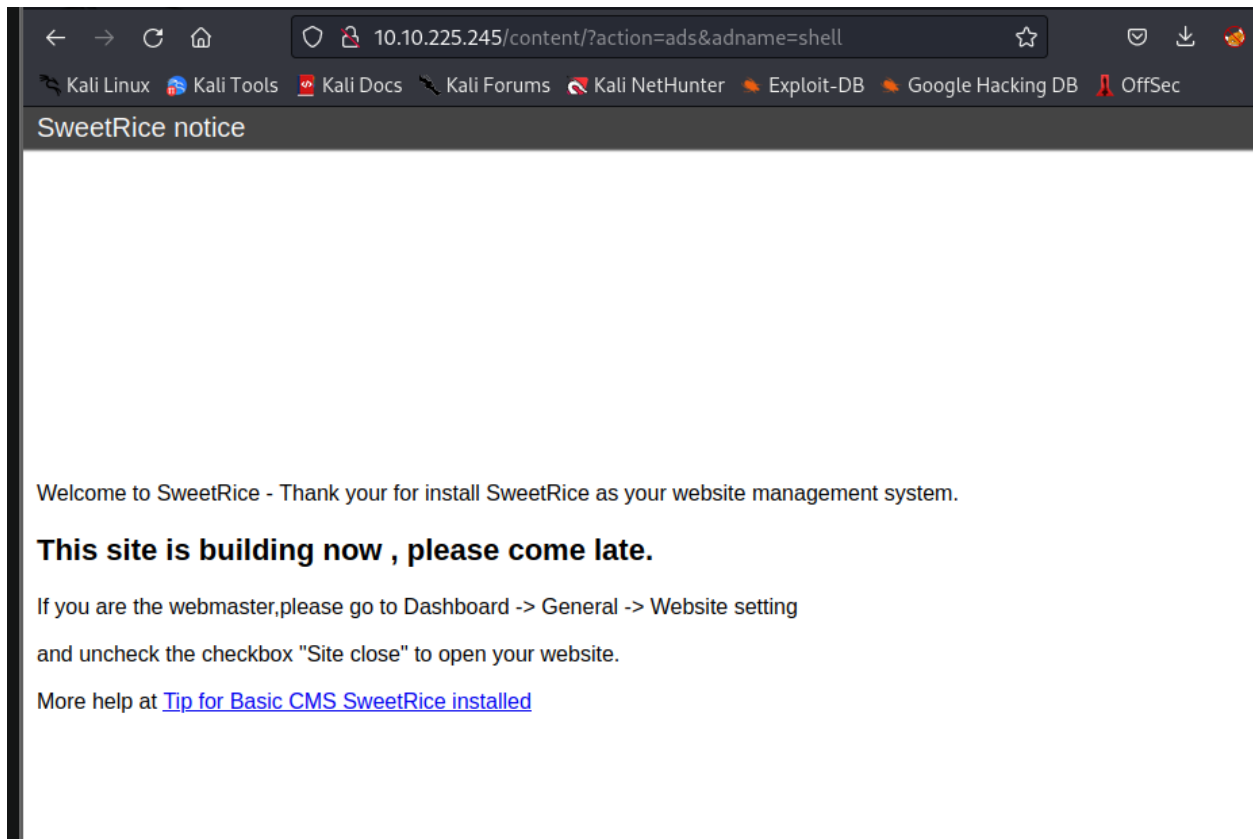 10.10.225.245/content/?action=ads&adname=shell
Kali Linux Kali Tools Kali Docs Kali Forums Kali NetHunter Exploit-DB Google Hacking DB OffSec
SweetRice notice
Welcome to SweetRice - Thank your for install SweetRice as your website management system.
This site is building now , please come late.
If you are the webmaster,please go to Dashboard -> General -> Website setting
and uncheck the checkbox "Site close" to open your website.
More help at Tip for Basic CMS SweetRice installed